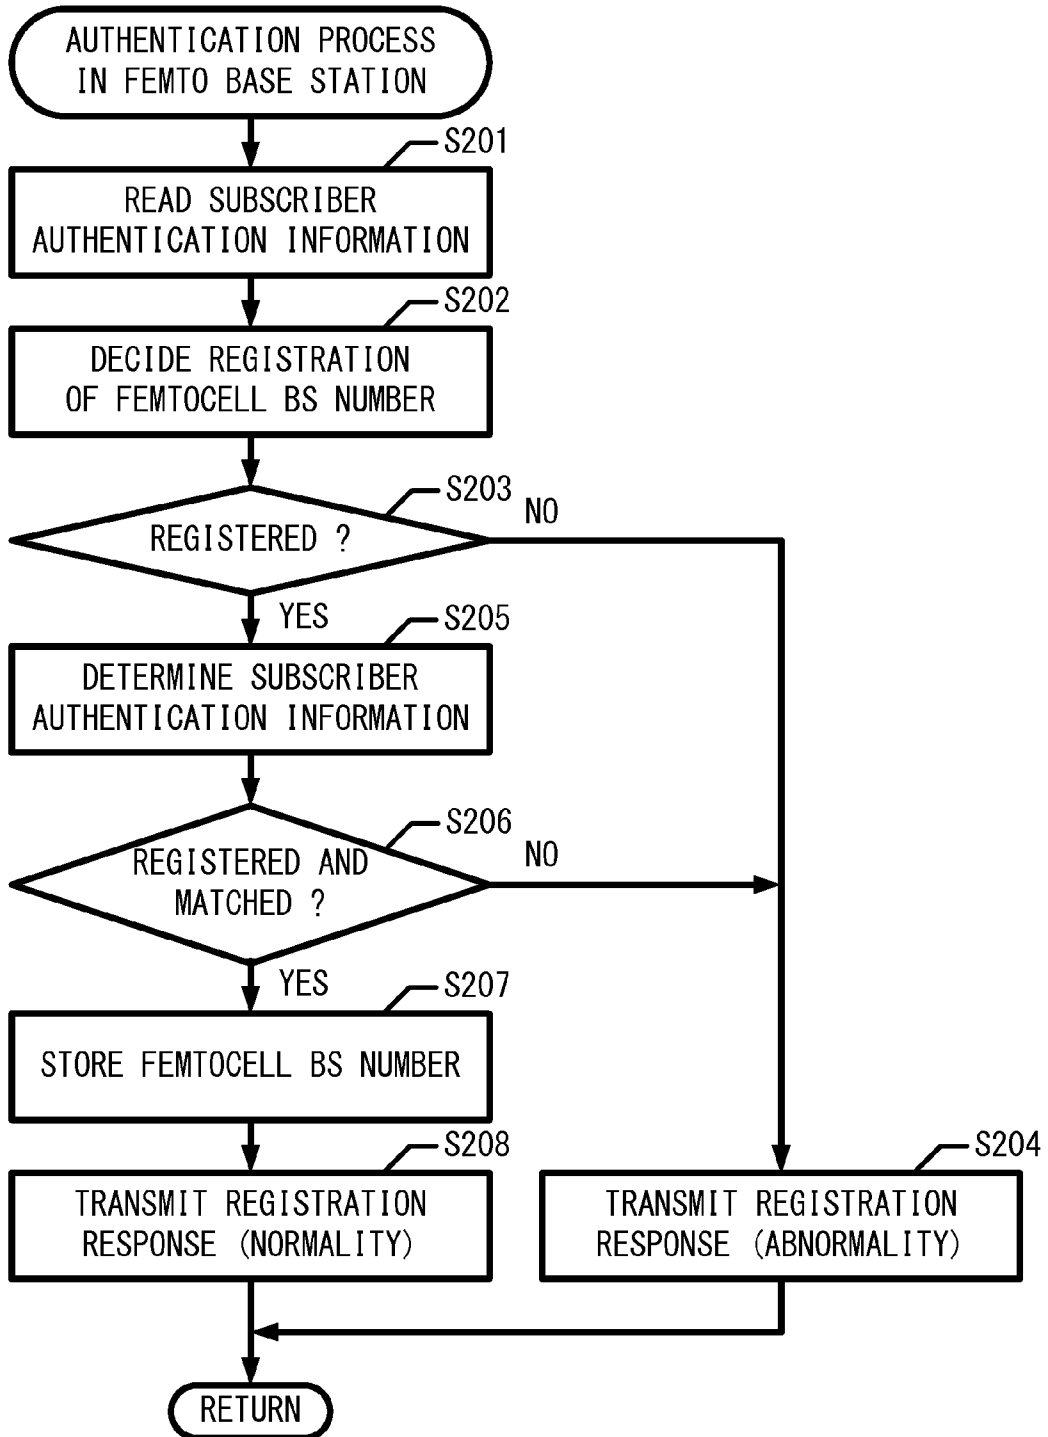 AUTHENTICATION PROCESS
IN FEMTO BASE STATION
S201
READ SUBSCRIBER
AUTHENTICATION INFORMATION
S202
DECIDE REGISTRATION
OF FEMTOCELL BS NUMBER
S203
NO
REGISTERED ?
YES
S205
DETERMINE SUBSCRIBER
AUTHENTICATION INFORMATION
S206
NO
REGISTERED AND
MATCHED ?
YES
S207
STORE FEMTOCELL BS NUMBER
S208
TRANSMIT REGISTRATION
RESPONSE (NORMALITY)
S204
TRANSMIT REGISTRATION
RESPONSE (ABNORMALITY)
RETURN